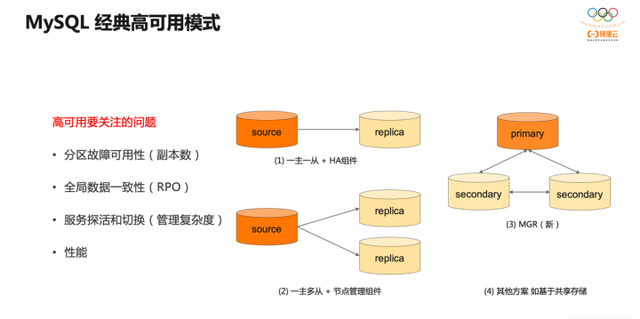 MySQL 经典高可用模式
阿里云
高可用要关注的问题
• 分区故障可用性（副本数）
• 全局数据一致性（RPO）
• 服务探活和切换（管理复杂度）
• 性能
source
replica
(1) 一主一从 + HA组件
source
replica
replica
(2) 一主多从 + 节点管理组件
primary
secondary
secondary
(3) MGR（新）
(4) 其他方案 如基于共享存储